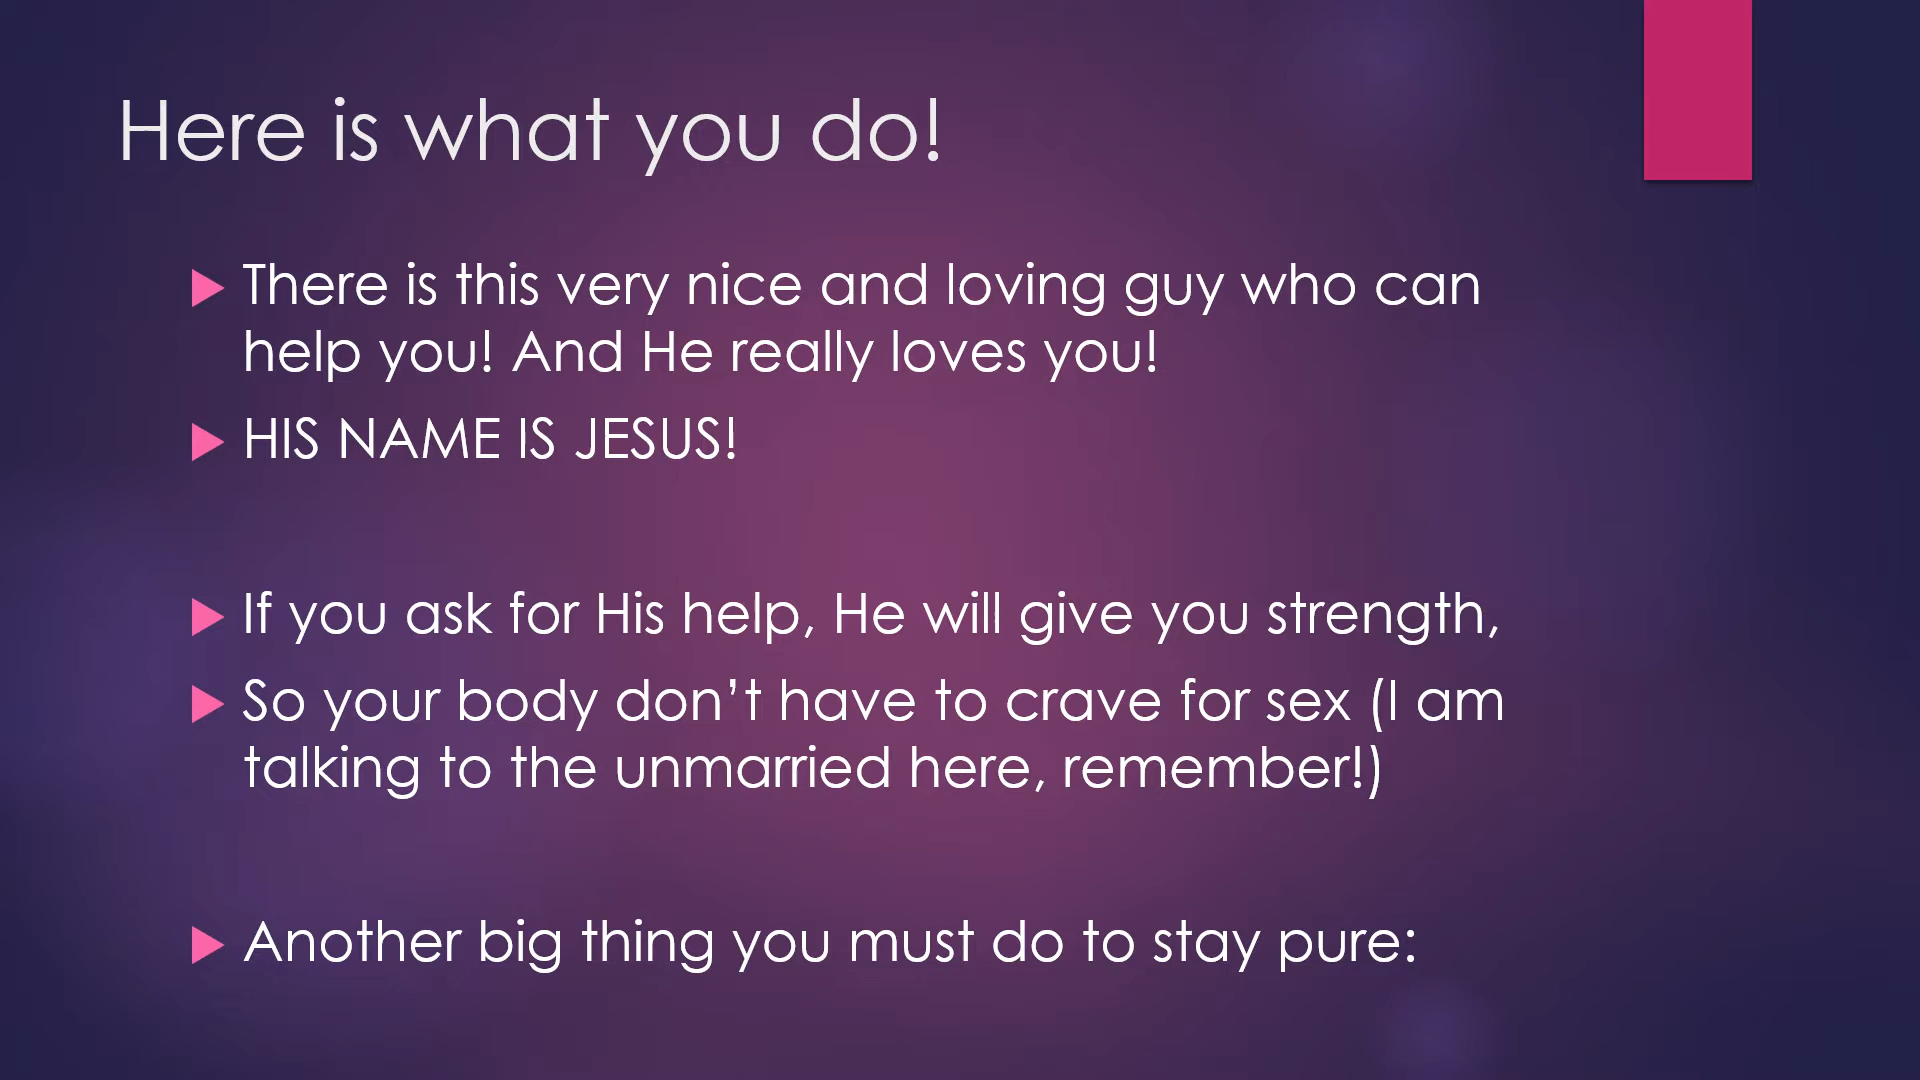 Here is what you do!
There is this very nice and loving guy who can
help you! And He really loves you!
HIS NAME IS JESUS!
If you ask for His help, He will give you strength,
So your body don’t have to crave for sex (I am
talking to the unmarried here, remember!)
Another big thing you must do to stay pure: